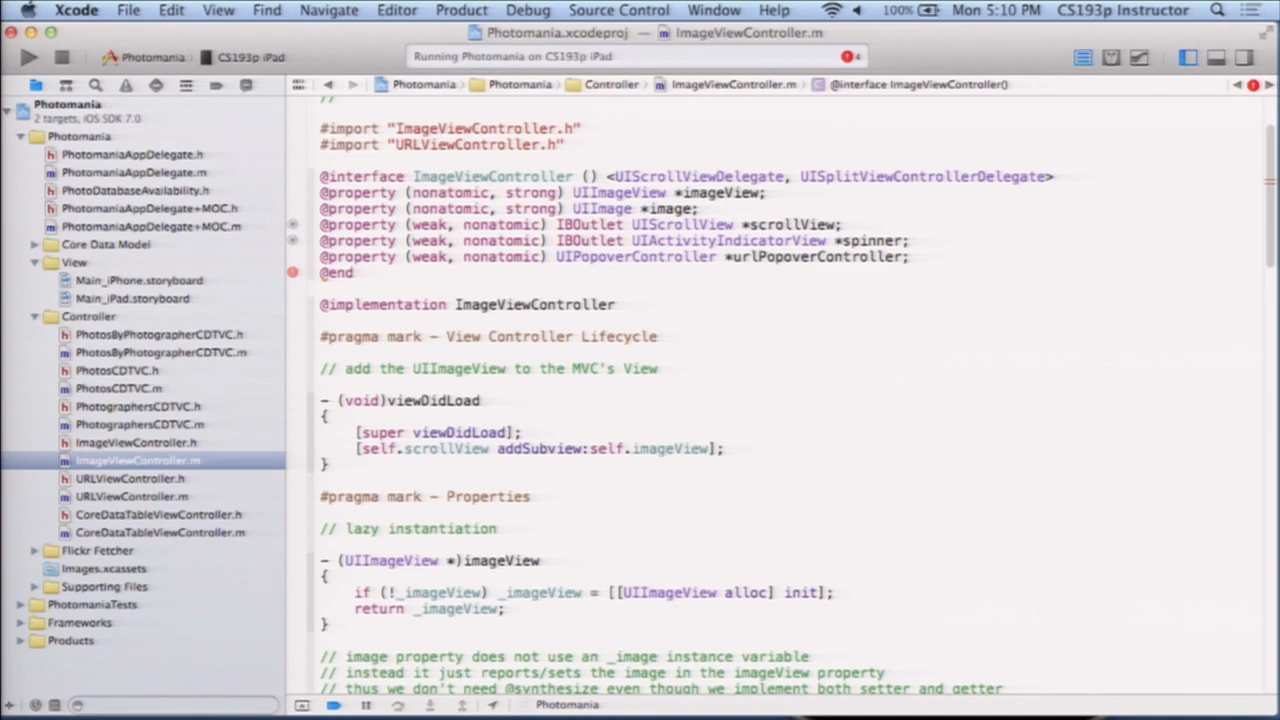 Xcode File Edit View Find Navigate Editor Product Debug Source Control Window Help 100% Mon 5:10 PM CS193p Instructor
Photomania.xcodeproj — ImageViewController.m
Photomania CS193p iPad Running Photomania on CS193p iPad 4
Photomania Photomania Controller ImageViewController.m @interface ImageViewController()
Photomania
2 targets, iOS SDK 7.0
Photomania
PhotomaniaAppDelegate.h
PhotomaniaAppDelegate.m
PhotoDatabaseAvailability.h
PhotomaniaAppDelegate+MOC.h
PhotomaniaAppDelegate+MOC.m
Core Data Model
View
Main_iPhone.storyboard
Main_iPad.storyboard
Controller
PhotosByPhotographerCDTVC.h
PhotosByPhotographerCDTVC.m
PhotosCDTVC.h
PhotosCDTVC.m
PhotographersCDTVC.h
PhotographersCDTVC.m
ImageViewController.h
ImageViewController.m
URLViewController.h
URLViewController.m
CoreDataTableViewController.h
CoreDataTableViewController.m
Flickr Fetcher
Images.xcassets
Supporting Files
PhotomaniaTests
Frameworks
Products
//
#import "ImageViewController.h"
#import "URLViewController.h"
@interface ImageViewController () <UIScrollViewDelegate, UISplitViewControllerDelegate>
@property (nonatomic, strong) UIImageView *imageView;
@property (nonatomic, strong) UIImage *image;
@property (weak, nonatomic) IBOutlet UIScrollView *scrollView;
@property (weak, nonatomic) IBOutlet UIActivityIndicatorView *spinner;
@property (weak, nonatomic) UIPopoverController *urlPopoverController;
@end
@implementation ImageViewController
#pragma mark - View Controller Lifecycle
// add the UIImageView to the MVC's View
- (void)viewDidLoad
{
[super viewDidLoad];
[self.scrollView addSubview:self.imageView];
}
#pragma mark - Properties
// lazy instantiation
- (UIImageView *)imageView
{
if (!_imageView) _imageView = [[UIImageView alloc] init];
return _imageView;
}
// image property does not use an _image instance variable
// instead it just reports/sets the image in the imageView property
// thus we don't need @synthesize even though we implement both setter and getter
Photomania